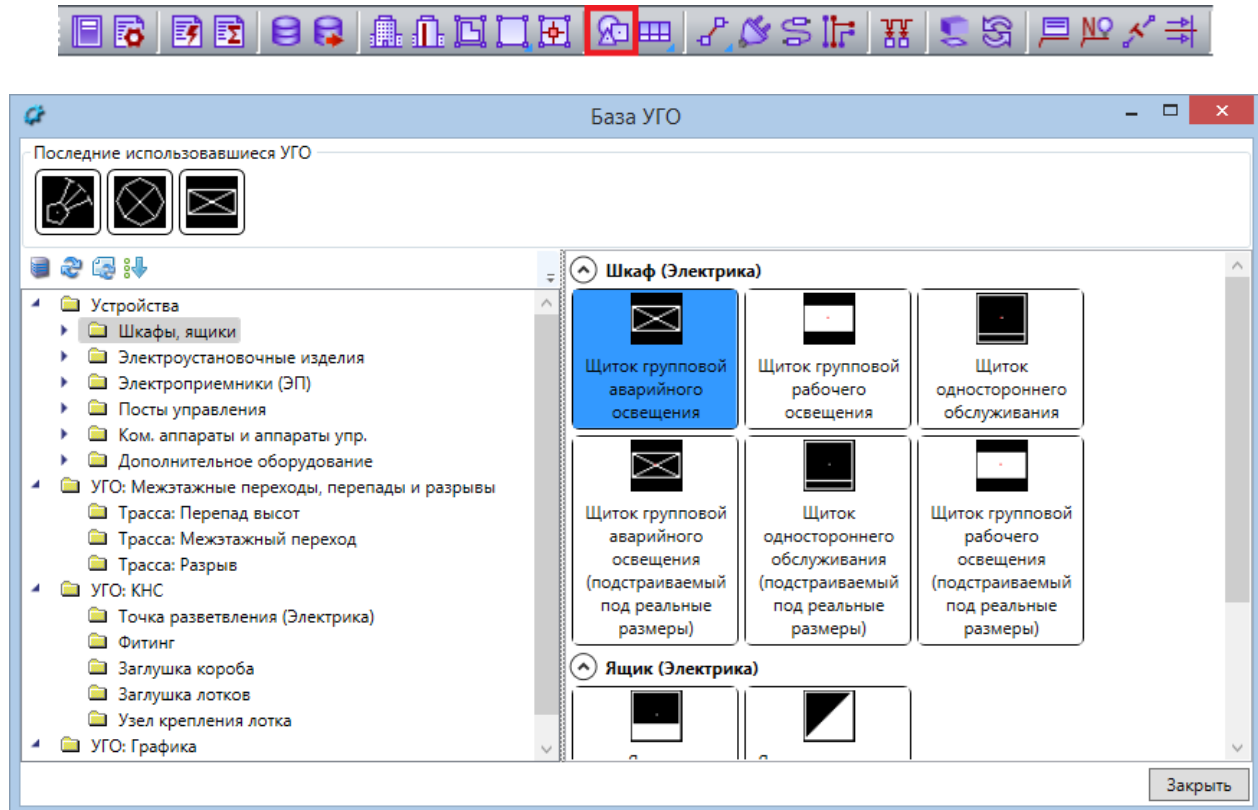 №
База УГО
Последние использовавшиеся УГО
Устройства
Шкафы, ящики
Электроустановочные изделия
Электроприемники (ЭП)
Посты управления
Ком. аппараты и аппараты упр.
Дополнительное оборудование
УГО: Межэтажные переходы, перепады и разрывы
Трасса: Перепад высот
Трасса: Межэтажный переход
Трасса: Разрыв
УГО: КНС
Точка разветвления (Электрика)
Фитинг
Заглушка короба
Заглушка лотков
Узел крепления лотка
УГО: Графика
Шкаф (Электрика)
Щиток групповой
аварийного
освещения
Щиток групповой
рабочего
освещения
Щиток
одностороннего
обслуживания
Щиток групповой
аварийного
освещения
(подстраиваемый
под реальные
размеры)
Щиток
одностороннего
обслуживания
(подстраиваемый
под реальные
размеры)
Щиток групповой
рабочего
освещения
(подстраиваемый
под реальные
размеры)
Ящик (Электрика)
Закрыть